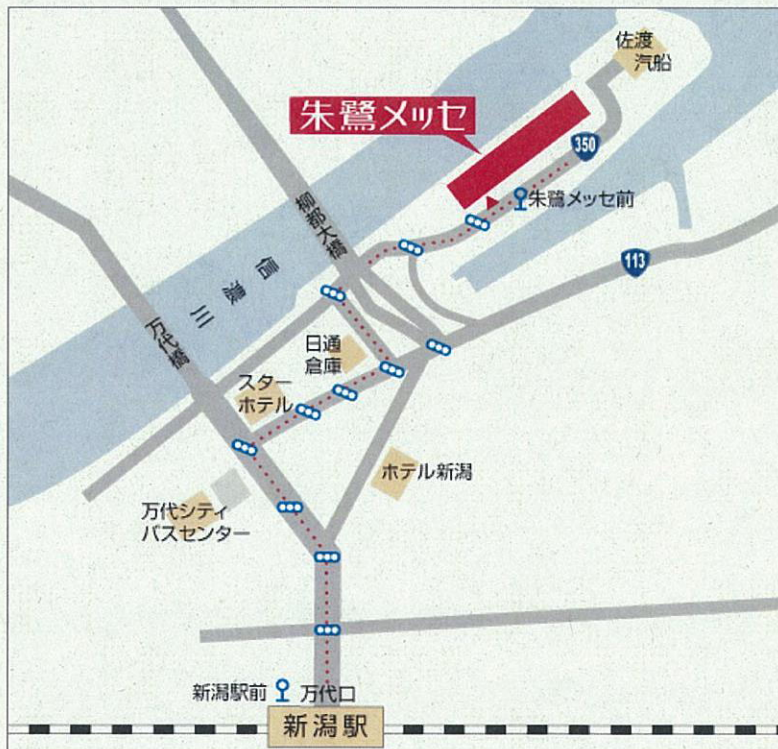 佐渡
汽船
朱鷺メッセ
350
朱鷺メッセ前
柳都大橋
113
信濃川
万代橋
日通
倉庫
スター
ホテル
ホテル新潟
万代シティ
バスセンター
新潟駅前
万代口
新潟駅